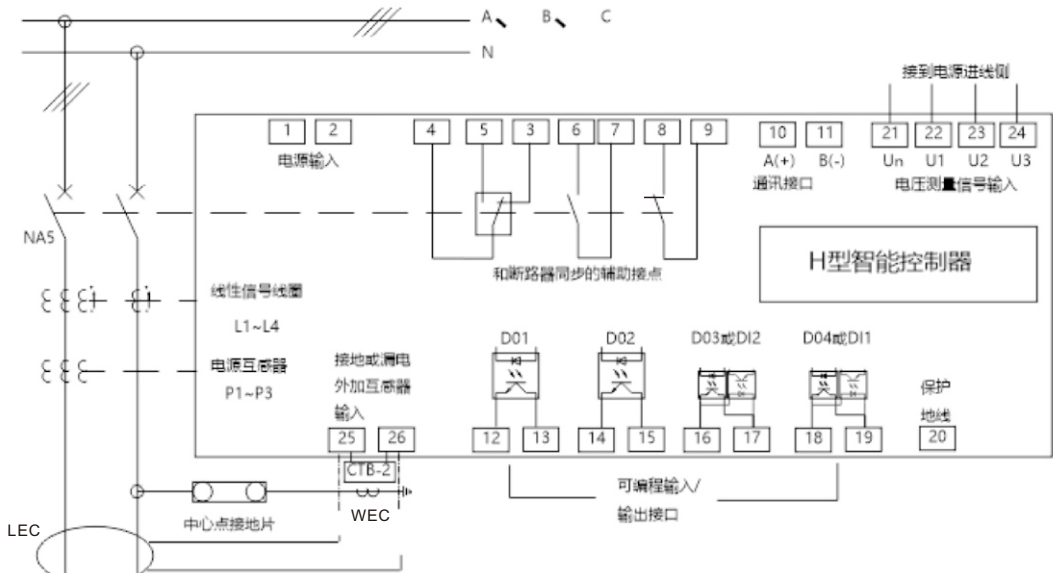 A B C
N
接到电源进线侧
1 2 4 5 3 6 7 8 9 10 11 21 22 23 24
电源输入 A(+) B(-) Un U1 U2 U3
通讯接口 电压测量信号输入
NA5
和断路器同步的辅助接点
H型智能控制器
线性信号线圈
L1~L4
D01 D02 D03或DI2 D04或DI1
电源互感器
P1~P3
接地或漏电
外加互感器
输入
保护
地线
25 26 12 13 14 15 16 17 18 19 20
CTB-2
可编程输入/
输出接口
中心点接地片
WEC
LEC